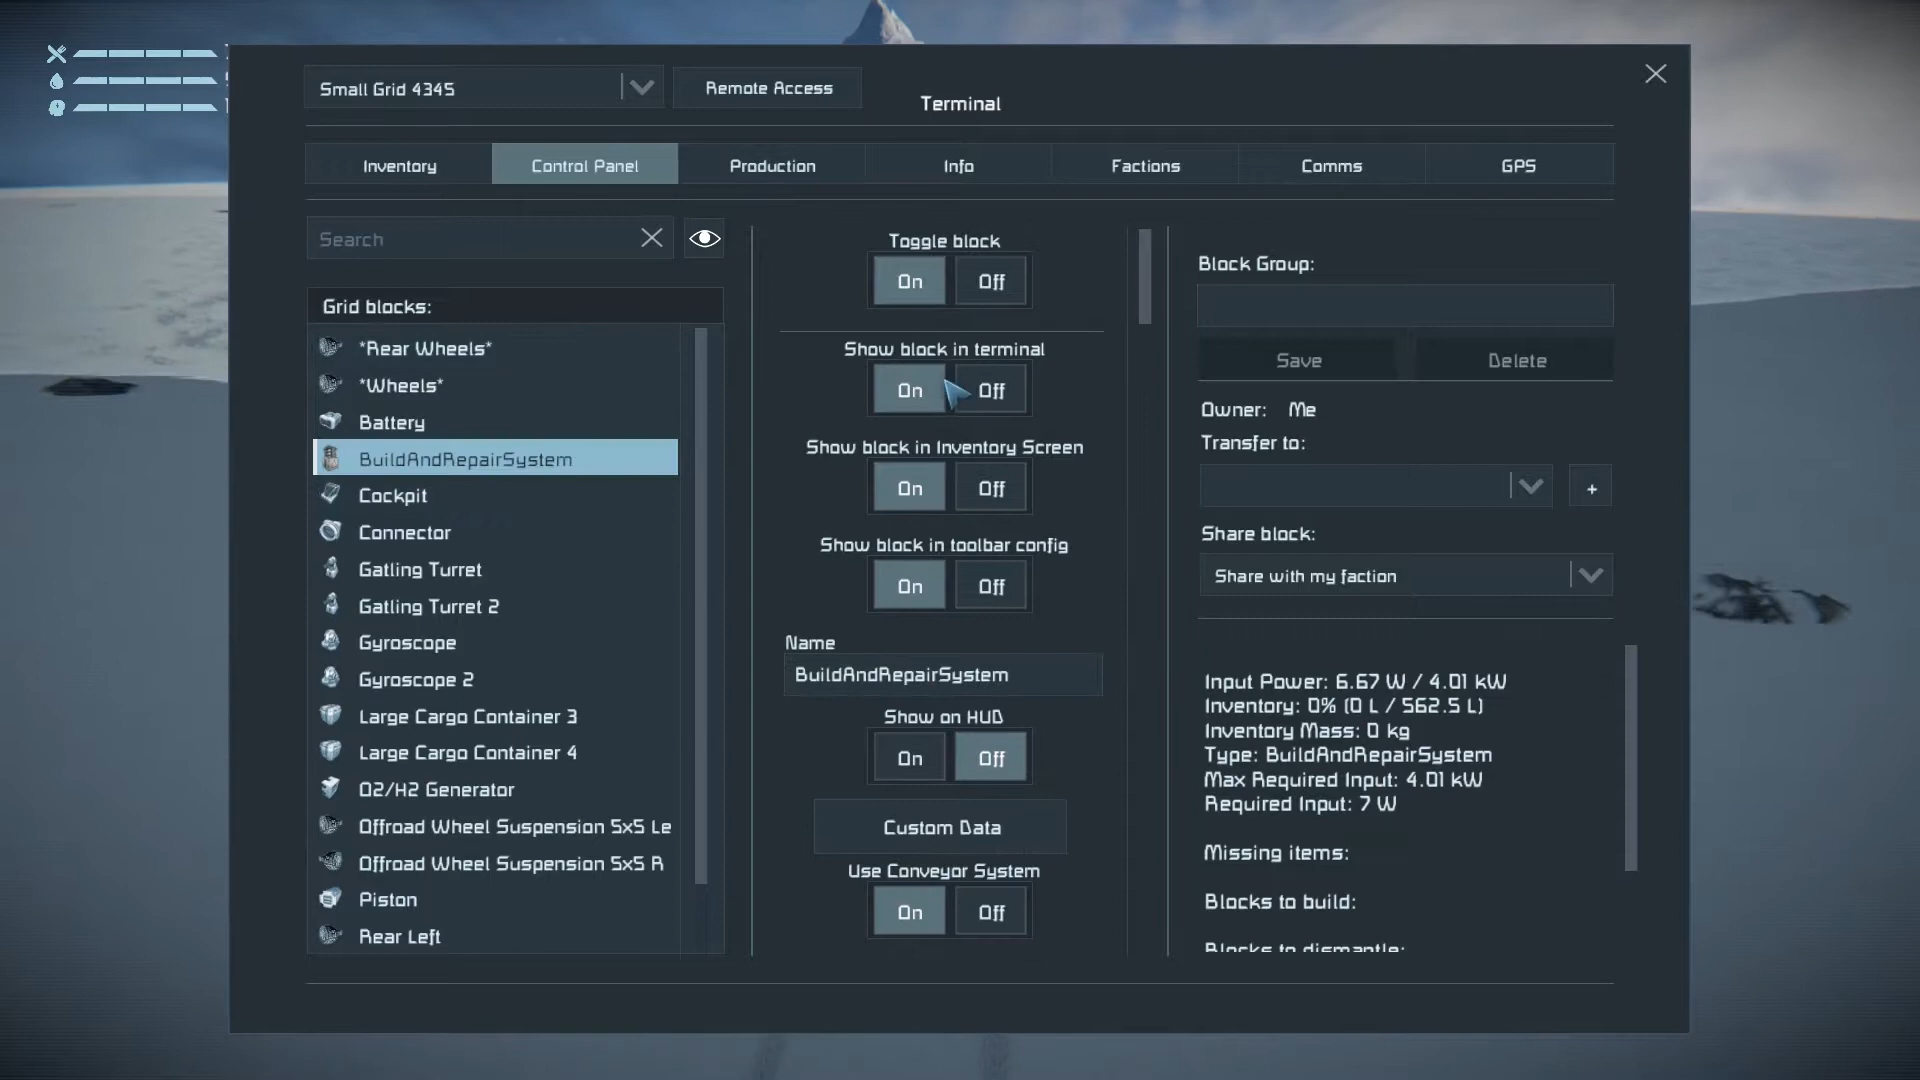 Small Grid 4345
Remote Access
Terminal
Inventory
Control Panel
Production
Info
Factions
Comms
GPS
Search
Grid blocks:
*Rear Wheels*
*Wheels*
Battery
BuildAndRepairSystem
Cockpit
Connector
Gatling Turret
Gatling Turret 2
Gyroscope
Gyroscope 2
Large Cargo Container 3
Large Cargo Container 4
O2/H2 Generator
Offroad Wheel Suspension 5x5 Le
Offroad Wheel Suspension 5x5 R
Piston
Rear Left
Toggle block
On Off
Show block in terminal
On Off
Show block in Inventory Screen
On Off
Show block in toolbar config
On Off
Name
BuildAndRepairSystem
Show on HUD
On Off
Custom Data
Use Conveyor System
On Off
Block Group:
Save Delete
Owner: Me
Transfer to:
+
Share block:
Share with my faction
Input Power: 6.67 W / 4.01 kW
Inventory: 0% (0 L / 562.5 L)
Inventory Mass: 0 kg
Type: BuildAndRepairSystem
Max Required Input: 4.01 kW
Required Input: 7 W
Missing items:
Blocks to build:
Blocks to dismantle: